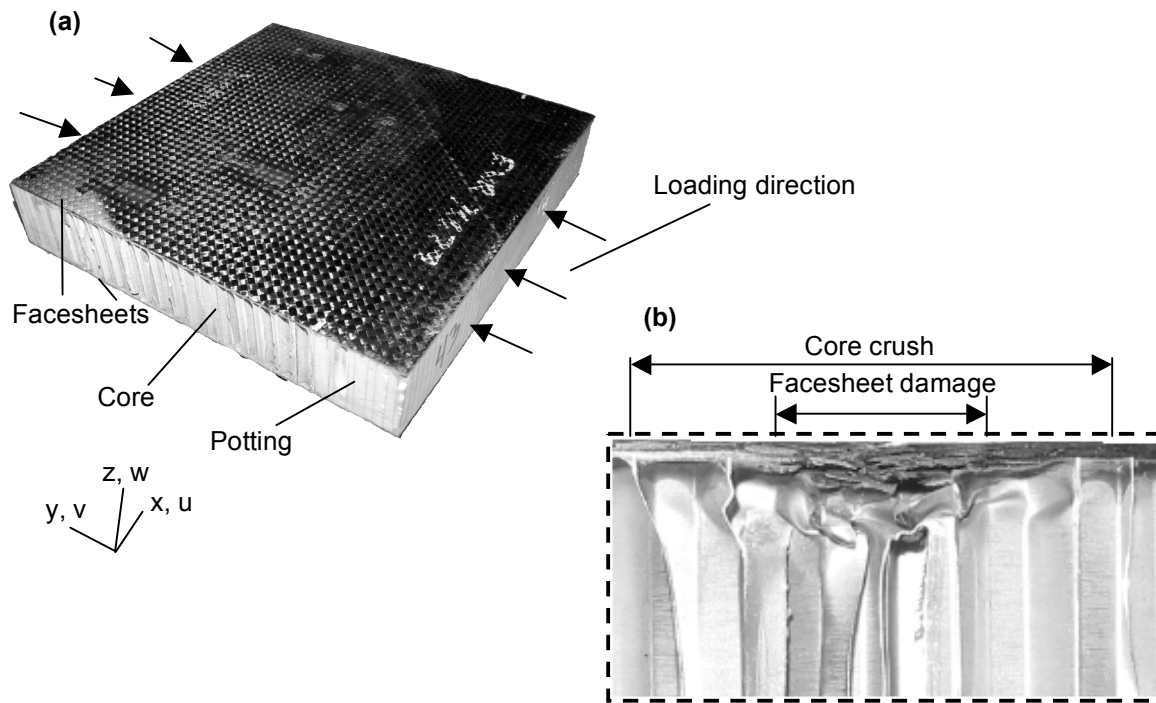 (a)
Loading direction
Facesheets
Core
Potting
z, w
y, v
x, u
(b)
Core crush
Facesheet damage